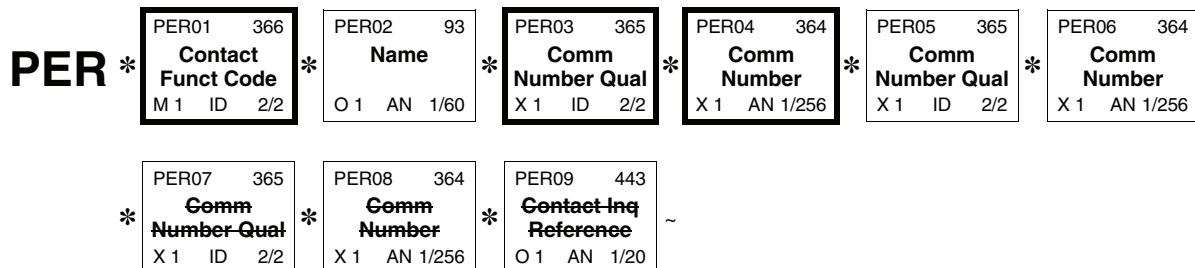 PER01 366 PER02 93 PER03 365 PER04 364 PER05 365 PER06 364
PER * Contact Funct Code * Name * Comm Number Qual * Comm Number * Comm Number Qual * Comm Number
M 1 ID 2/2 O 1 AN 1/60 X 1 ID 2/2 X 1 AN 1/256 X 1 ID 2/2 X 1 AN 1/256
PER07 365 PER08 364 PER09 443
* Comm Number Qual * Comm Number * Contact Inq Reference ~
X 1 ID 2/2 X 1 AN 1/256 O 1 AN 1/20